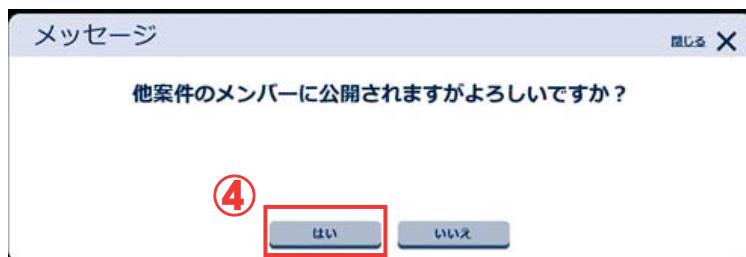 メッセージ
閉じる ✕
他案件のメンバーに公開されますがよろしいですか?
④
はい
いいえ